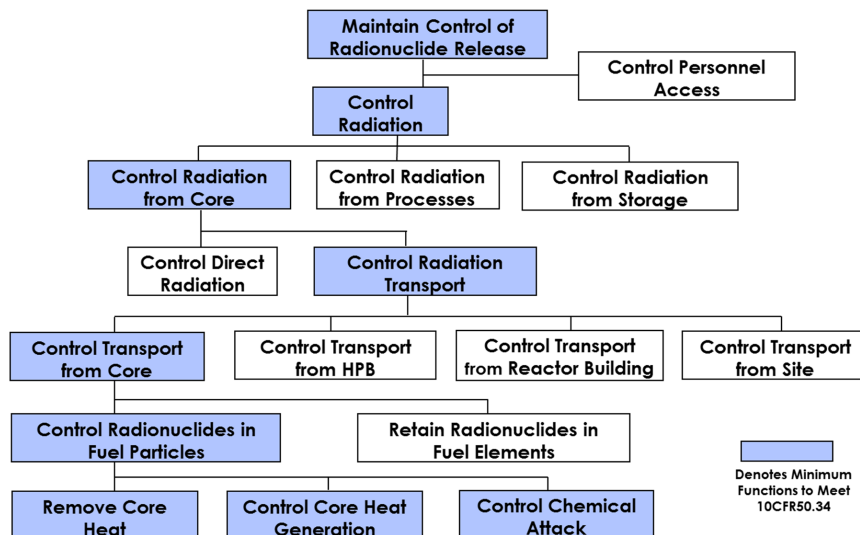 Maintain Control of
Radionuclide Release
Control Personnel
Access
Control
Radiation
Control Radiation
from Core
Control Radiation
from Processes
Control Radiation
from Storage
Control Direct
Radiation
Control Radiation
Transport
Control Transport
from Core
Control Transport
from HPB
Control Transport
from Reactor Building
Control Transport
from Site
Control Radionuclides in
Fuel Particles
Retain Radionuclides in
Fuel Elements
Denotes Minimum
Functions to Meet
10CFR50.34
Remove Core
Heat
Control Core Heat
Generation
Control Chemical
Attack